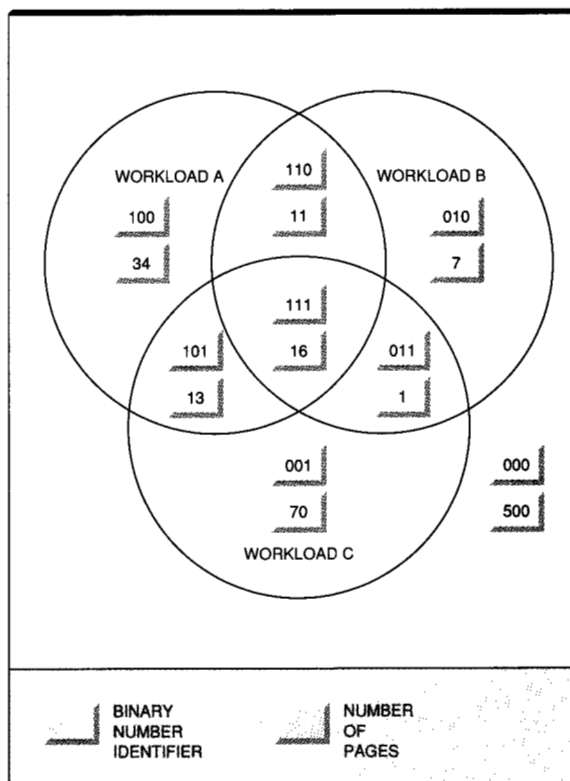 WORKLOAD A
110
WORKLOAD B
100
11
010
34
7
111
101
16
011
13
1
001
000
70
500
WORKLOAD C
BINARY
NUMBER
IDENTIFIER
NUMBER
OF
PAGES